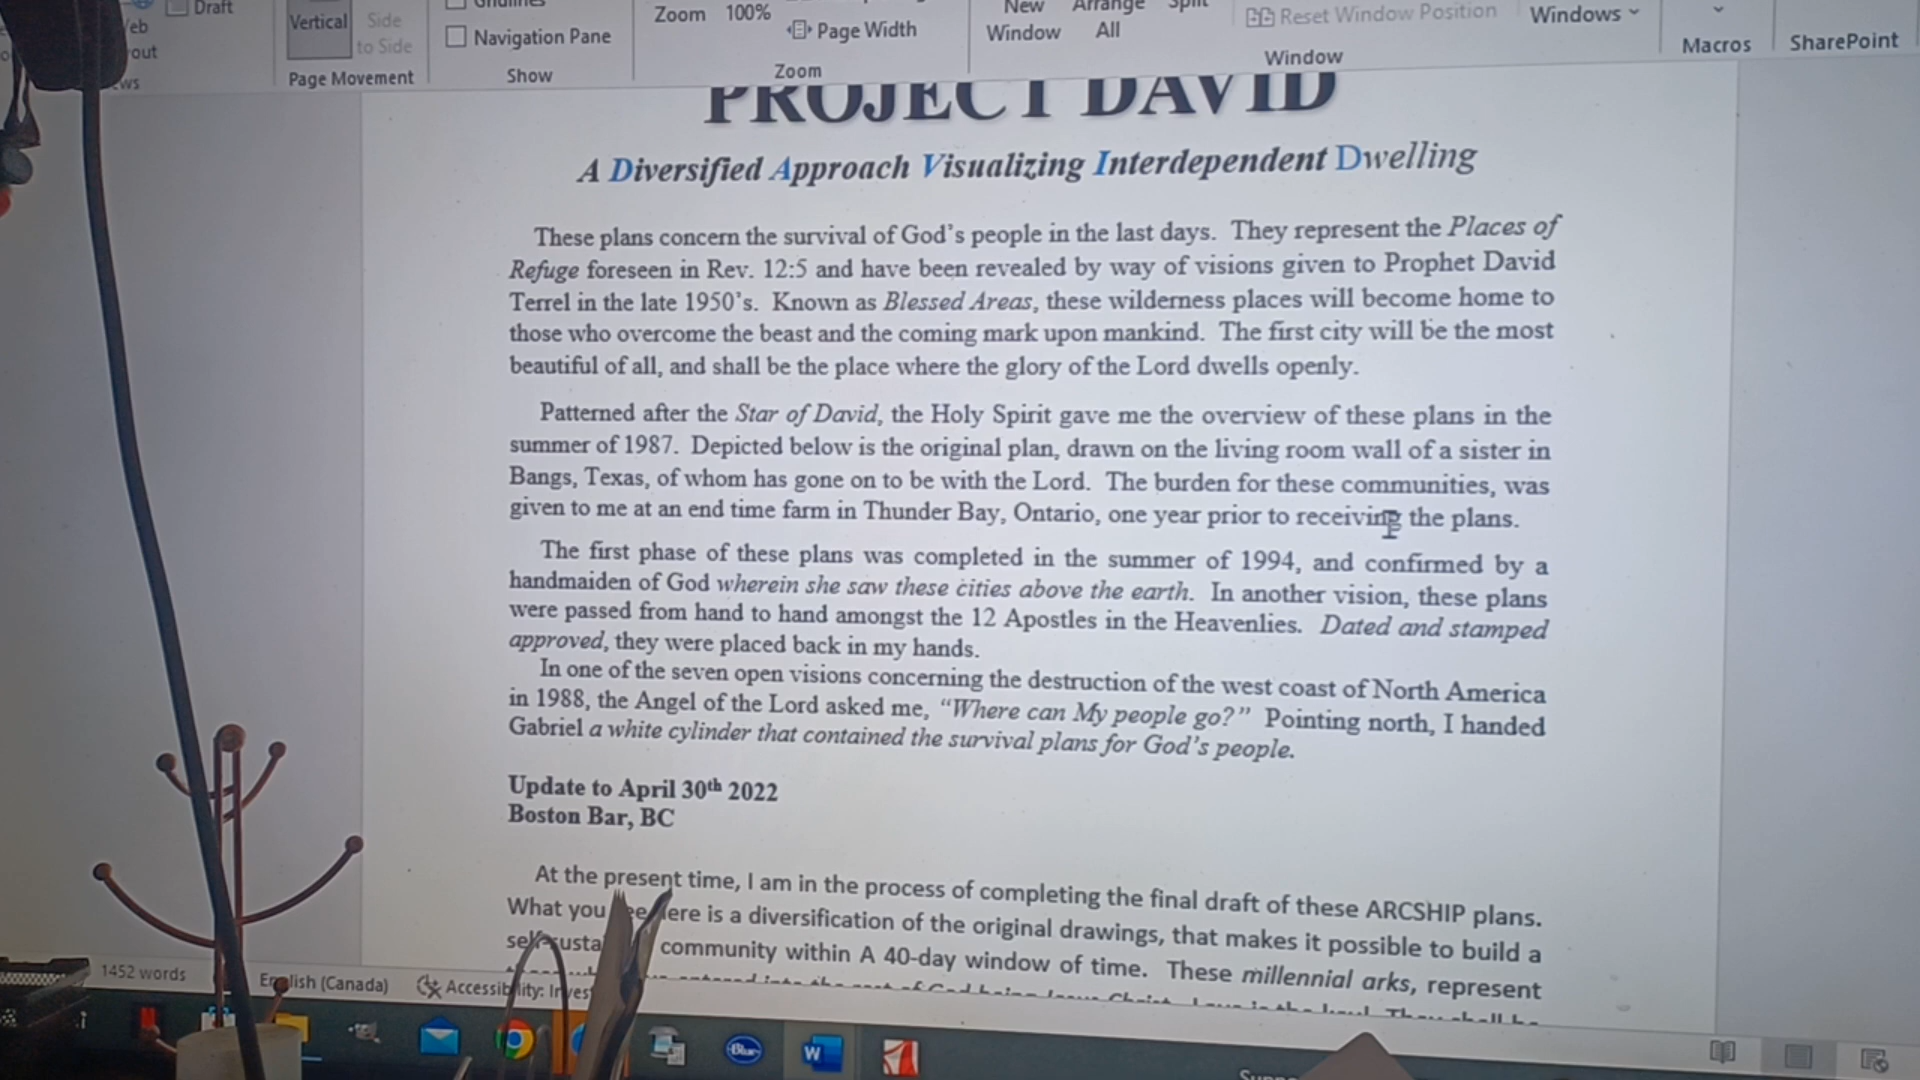 Draft
Vertical
Side
to Side
Page Movement
Gridlines
Navigation Pane
Show
Zoom
100%
Page Width
Zoom
New
Window
Arrange
All
Split
Reset Window Position
Window
Windows
Macros
SharePoint
PROJECT DAVID
A Diversified Approach Visualizing Interdependent Dwelling
These plans concern the survival of God's people in the last days. They represent the Places of
Refuge foreseen in Rev. 12:5 and have been revealed by way of visions given to Prophet David
Terrel in the late 1950's. Known as Blessed Areas, these wilderness places will become home to
those who overcome the beast and the coming mark upon mankind. The first city will be the most
beautiful of all, and shall be the place where the glory of the Lord dwells openly.
Patterned after the Star of David, the Holy Spirit gave me the overview of these plans in the
summer of 1987. Depicted below is the original plan, drawn on the living room wall of a sister in
Bangs, Texas, of whom has gone on to be with the Lord. The burden for these communities, was
given to me at an end time farm in Thunder Bay, Ontario, one year prior to receiving the plans.
The first phase of these plans was completed in the summer of 1994, and confirmed by a
handmaiden of God wherein she saw these cities above the earth. In another vision, these plans
were passed from hand to hand amongst the 12 Apostles in the Heavenlies. Dated and stamped
approved, they were placed back in my hands.
In one of the seven open visions concerning the destruction of the west coast of North America
in 1988, the Angel of the Lord asked me, "Where can My people go?" Pointing north, I handed
Gabriel a white cylinder that contained the survival plans for God's people.
Update to April 30th 2022
Boston Bar, BC
At the present time, I am in the process of completing the final draft of these ARCSHIP plans.
What you here is a diversification of the original drawings, that makes it possible to build a
community within A 40-day window of time. These millennial arks, represent
1452 words
English (Canada)
Accessibility: Inves
Blue
W